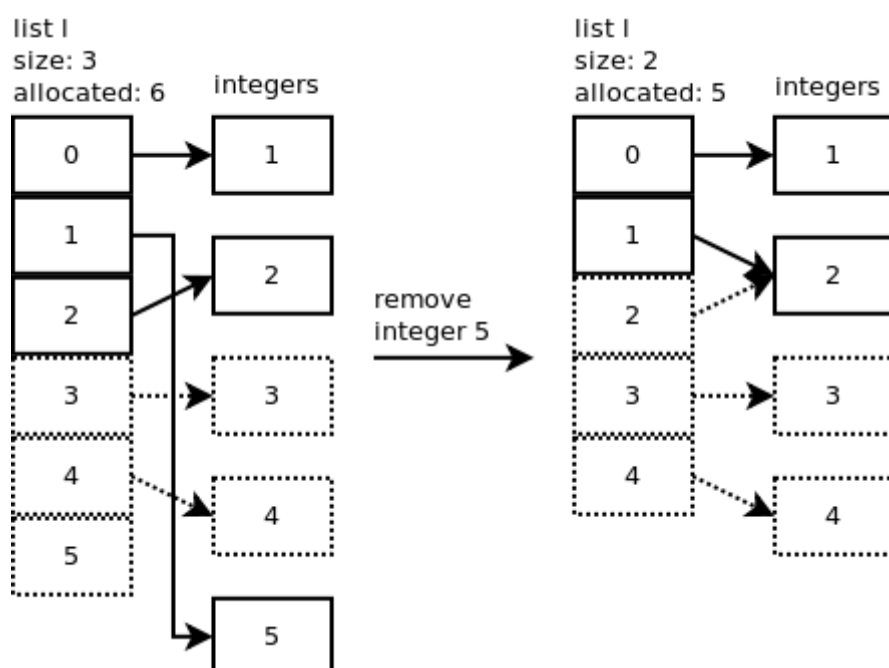 list l
size: 3
allocated: 6
integers
0
1
2
3
4
5
1
2
3
4
5
remove
integer 5
list l
size: 2
allocated: 5
integers
0
1
2
3
4
1
2
3
4